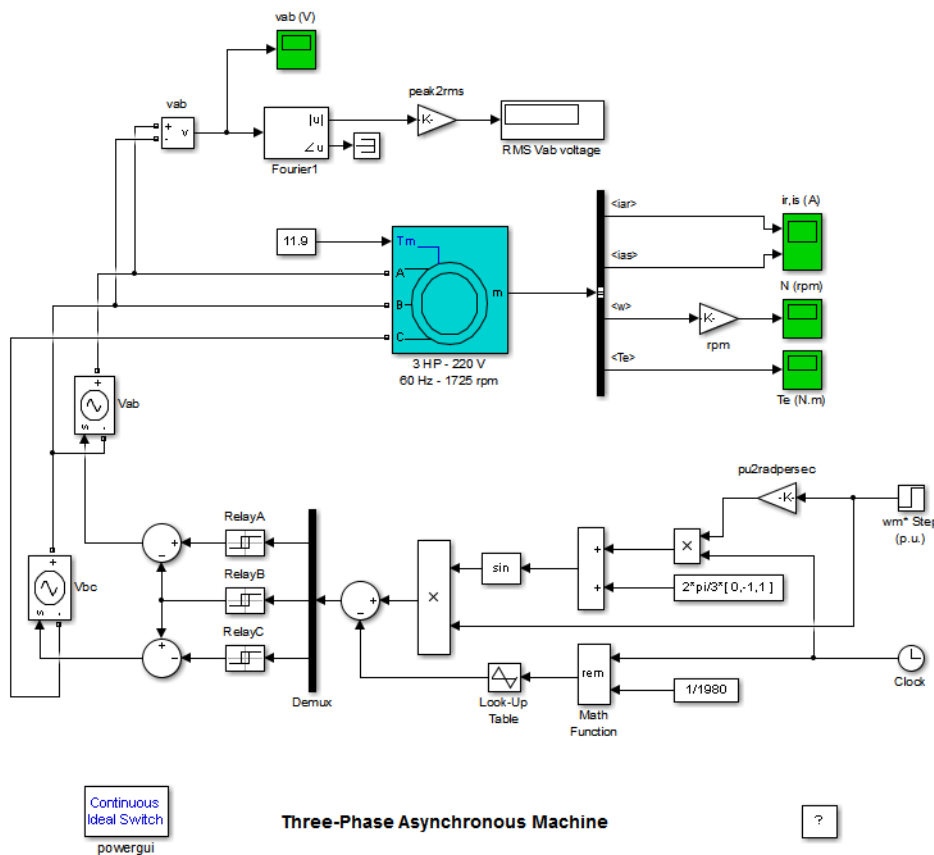 vab (V)
peak2rms
vab
+
-
v
|u|
∠u
-K-
RMS Vab voltage
Fourier1
<iar>
ir,is (A)
11.9
Tm
<ias>
A
m
N (rpm)
B
<w>
-K-
C
rpm
3 HP - 220 V
60 Hz - 1725 rpm
<Te>
Te (N.m)
+
Vab
s
-
pu2radpersec
-K-
RelayA
wm* Step
(p.u.)
+
-
+
×
sin
+
2*pi/3*[ 0,-1,1 ]
+
Vbc
s
-
RelayB
+
-
×
RelayC
+
-
rem
1/1980
Clock
Demux
Look-Up
Table
Math
Function
Continuous
Ideal Switch
powergui
Three-Phase Asynchronous Machine
?